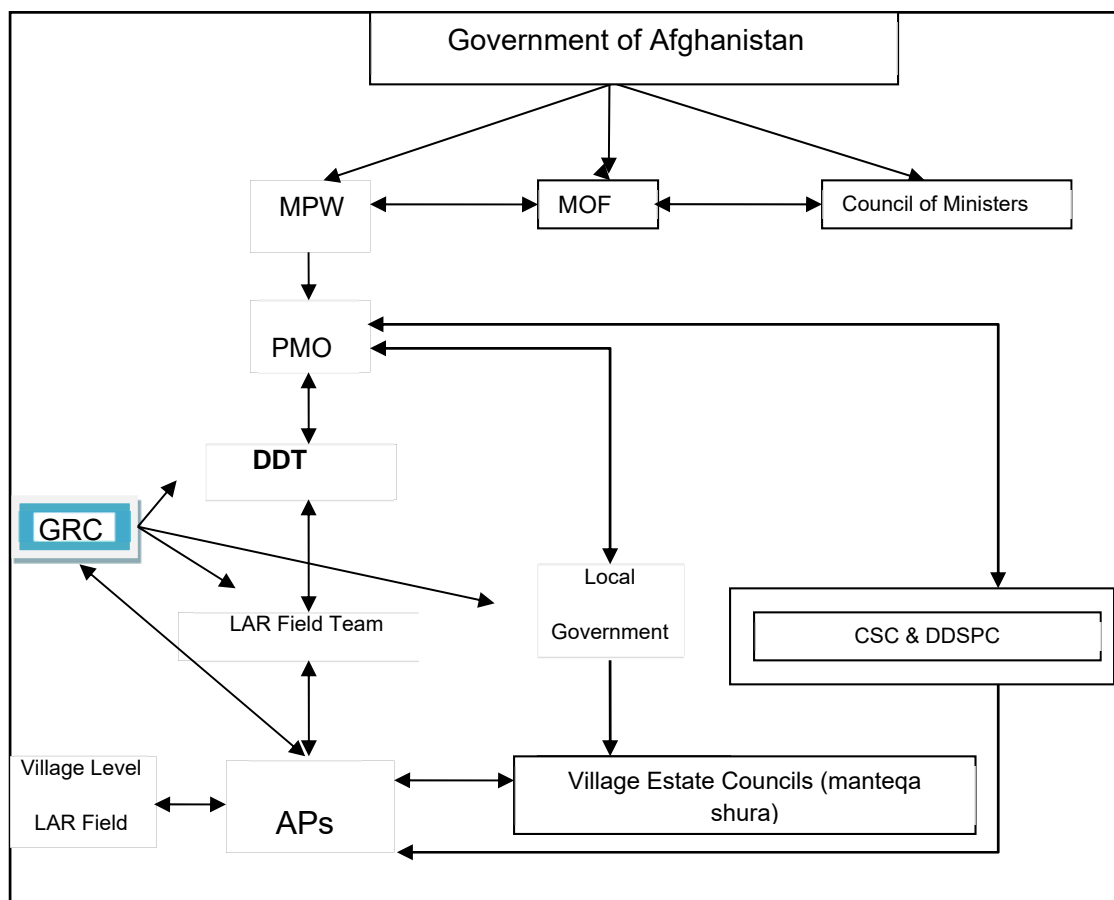 Government of Afghanistan
MPW
MOF
Council of Ministers
PMO
DDT
GRC
LAR Field Team
Local
Government
CSC & DDSPC
Village Level
LAR Field
APs
Village Estate Councils (manteqa
shura)